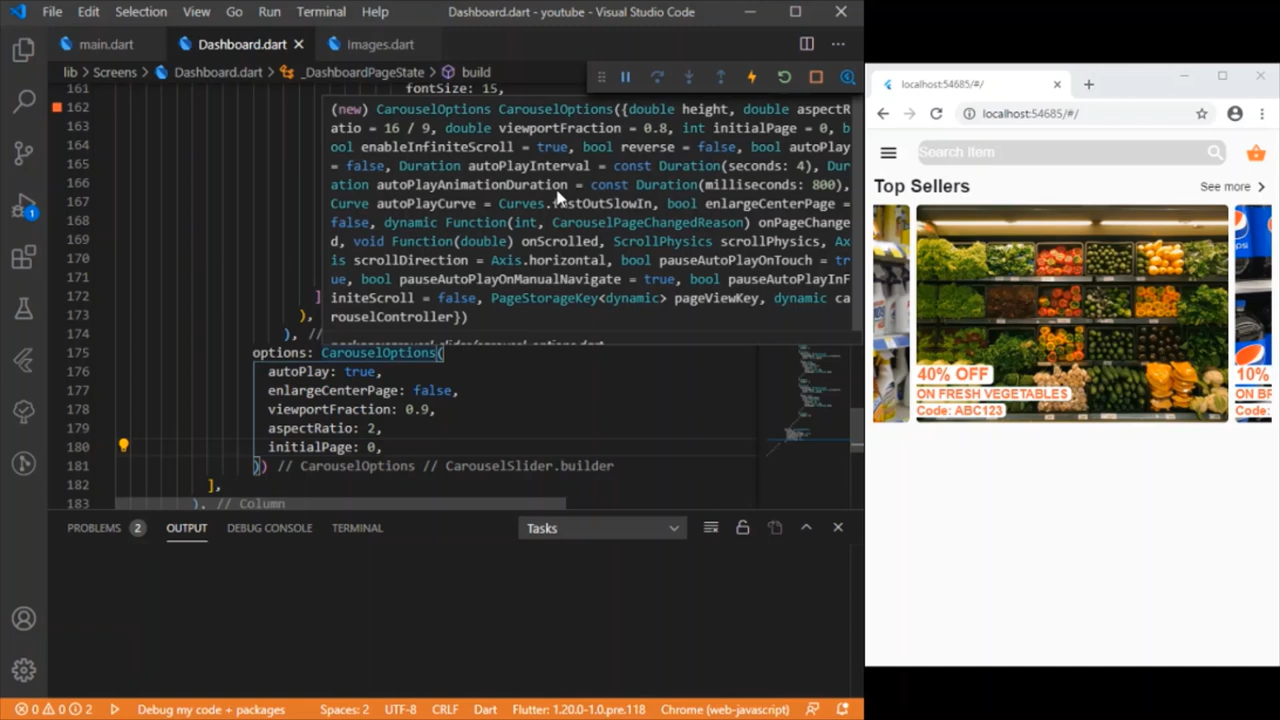 File Edit Selection View Go Run Terminal Help Dashboard.dart - youtube - Visual Studio Code
main.dart Dashboard.dart Images.dart
lib > Screens > Dashboard.dart > _DashboardPageState > build
161 fontSize: 15,
162 (new) CarouselOptions CarouselOptions({double height, double aspectR
163 atio = 16 / 9, double viewportFraction = 0.8, int initialPage = 0, b
164 ool enableInfiniteScroll = true, bool reverse = false, bool autoPlay
165 = false, Duration autoPlayInterval = const Duration(seconds: 4), Dur
166 ation autoPlayAnimationDuration = const Duration(milliseconds: 800),
167 Curve autoPlayCurve = Curves.fastOutSlowIn, bool enlargeCenterPage =
168 false, dynamic Function(int, CarouselPageChangedReason) onPageChange
169 d, void Function(double) onScrolled, ScrollPhysics scrollPhysics, Ax
170 is scrollDirection = Axis.horizontal, bool pauseAutoPlayOnTouch = tr
171 ue, bool pauseAutoPlayOnManualNavigate = true, bool pauseAutoPlayInF
172 ] initeScroll = false, PageStorageKey<dynamic> pageViewKey, dynamic ca
173 ), rouselController})
174 ), //
175 options: CarouselOptions(
176 autoPlay: true,
177 enlargeCenterPage: false,
178 viewportFraction: 0.9,
179 aspectRatio: 2,
180 initialPage: 0,
181 )) // CarouselOptions // CarouselSlider.builder
182 ],
183 ), // Column
PROBLEMS 2 OUTPUT DEBUG CONSOLE TERMINAL Tasks
0 0 2 Debug my code + packages Spaces: 2 UTF-8 CRLF Dart Flutter: 1.20.0-1.0.pre.118 Chrome (web-javascript)
1
localhost:54685/#/
localhost:54685/#/
Search Item
Top Sellers See more
40% OFF
ON FRESH VEGETABLES
Code: ABC123
pepsi
10%
ON BR
Code: